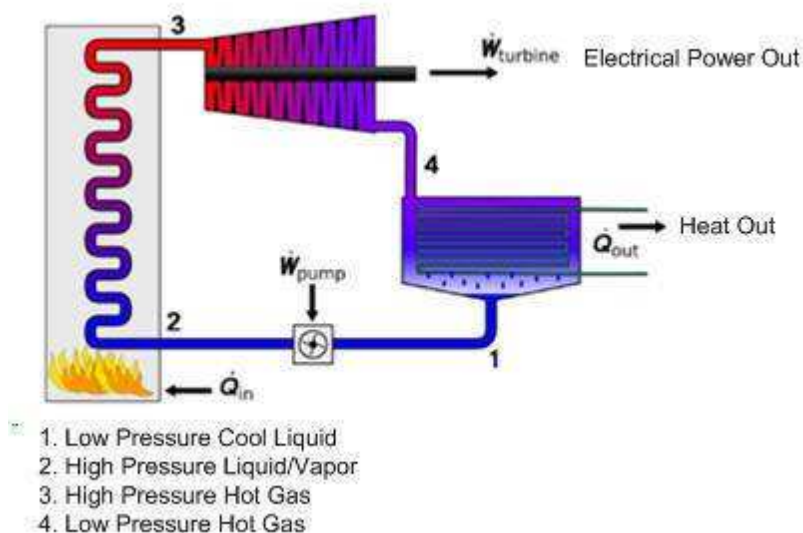 3
Ẇturbine Electrical Power Out
4
Q̇out Heat Out
Ẇpump
2
1
Q̇in
1. Low Pressure Cool Liquid
2. High Pressure Liquid/Vapor
3. High Pressure Hot Gas
4. Low Pressure Hot Gas